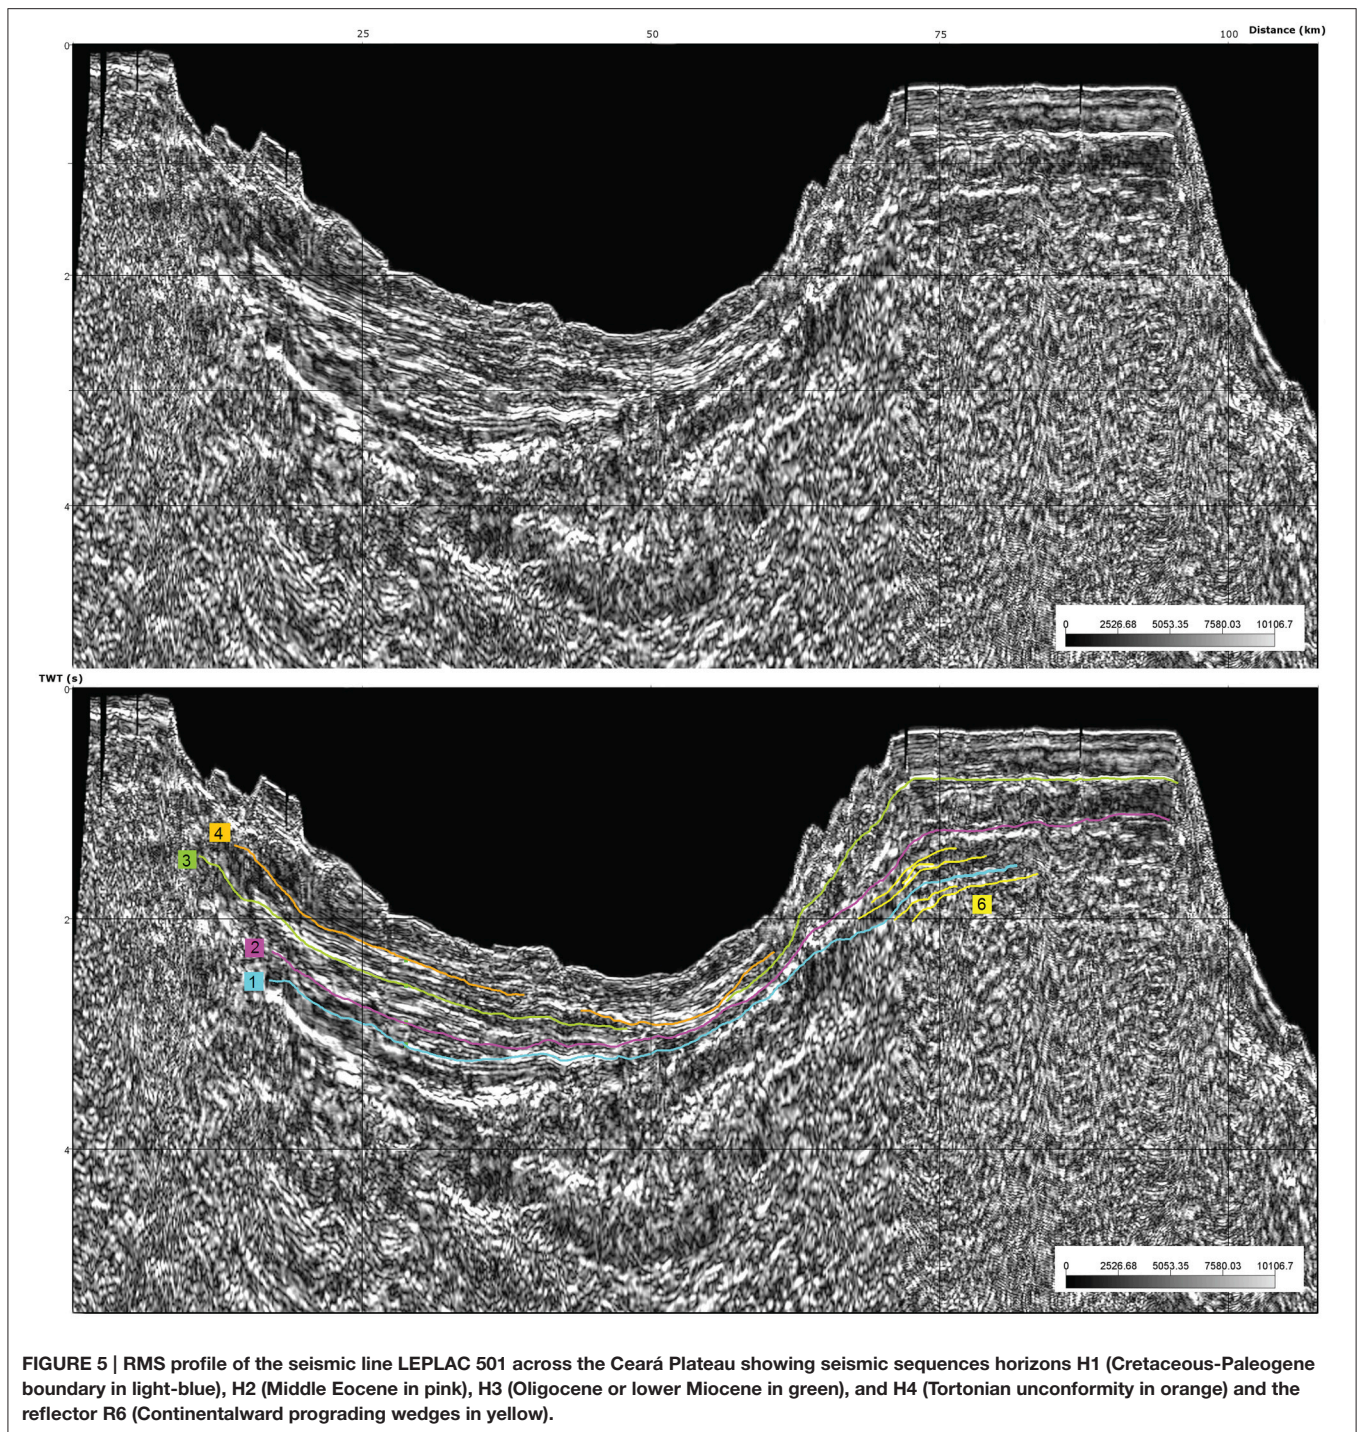 25 50 75 100 Distance (km)
0
2
4
0 2526.68 5053.35 7580.03 10106.7
TWT (s)
0
4
3
2
6
2
1
4
0 2526.68 5053.35 7580.03 10106.7
FIGURE 5 | RMS profile of the seismic line LEPLAC 501 across the Ceará Plateau showing seismic sequences horizons H1 (Cretaceous-Paleogene
boundary in light-blue), H2 (Middle Eocene in pink), H3 (Oligocene or lower Miocene in green), and H4 (Tortonian unconformity in orange) and the
reflector R6 (Continentalward prograding wedges in yellow).